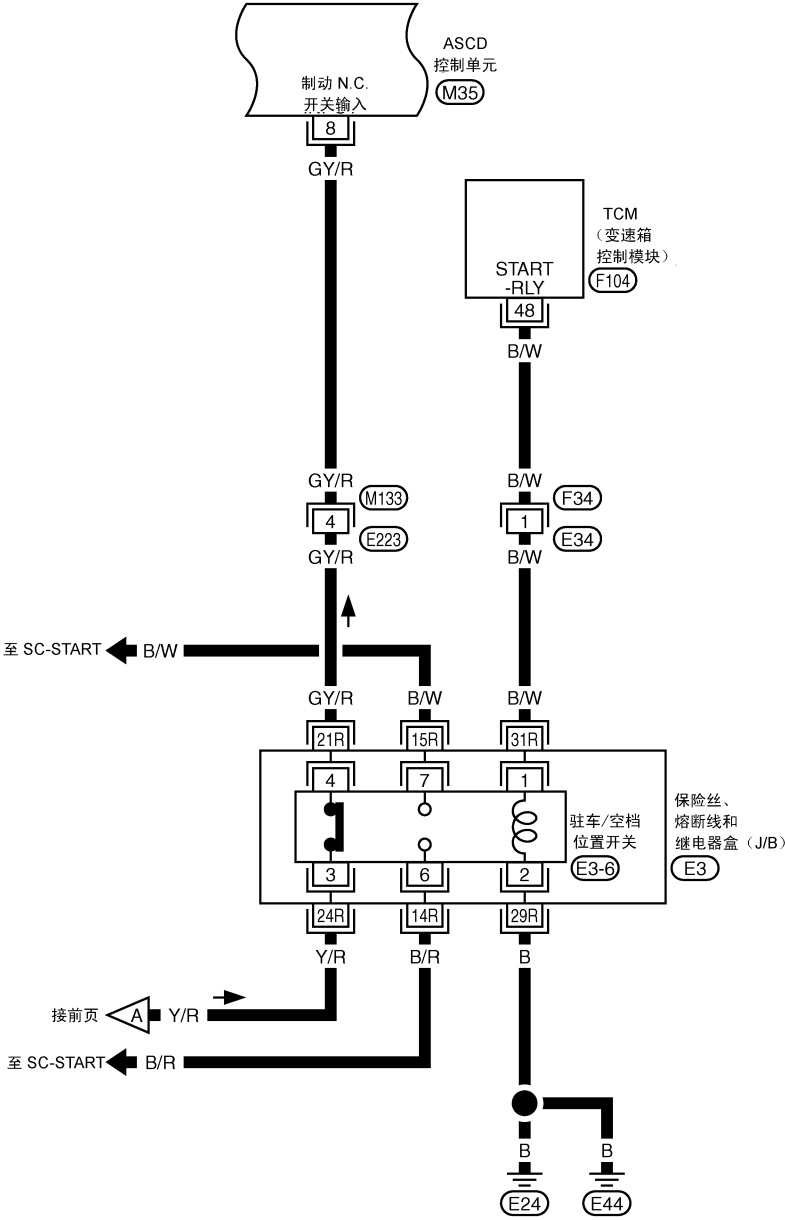 ASCD
控制单元
M35
制动 N.C.
开关输入
8
GY/R
TCM
（变速箱
控制模块）
F104
START
-RLY
48
B/W
GY/R
B/W
M133
F34
4
1
E223
E34
GY/R
B/W
至 SC-START
B/W
GY/R
B/W
B/W
21R
15R
31R
4
7
1
保险丝、
熔断线和
继电器盒（J/B）
E3
驻车/空档
位置开关
E3-6
3
6
2
24R
14R
29R
Y/R
B/R
B
接前页
A
Y/R
至 SC-START
B/R
B
B
E24
E44